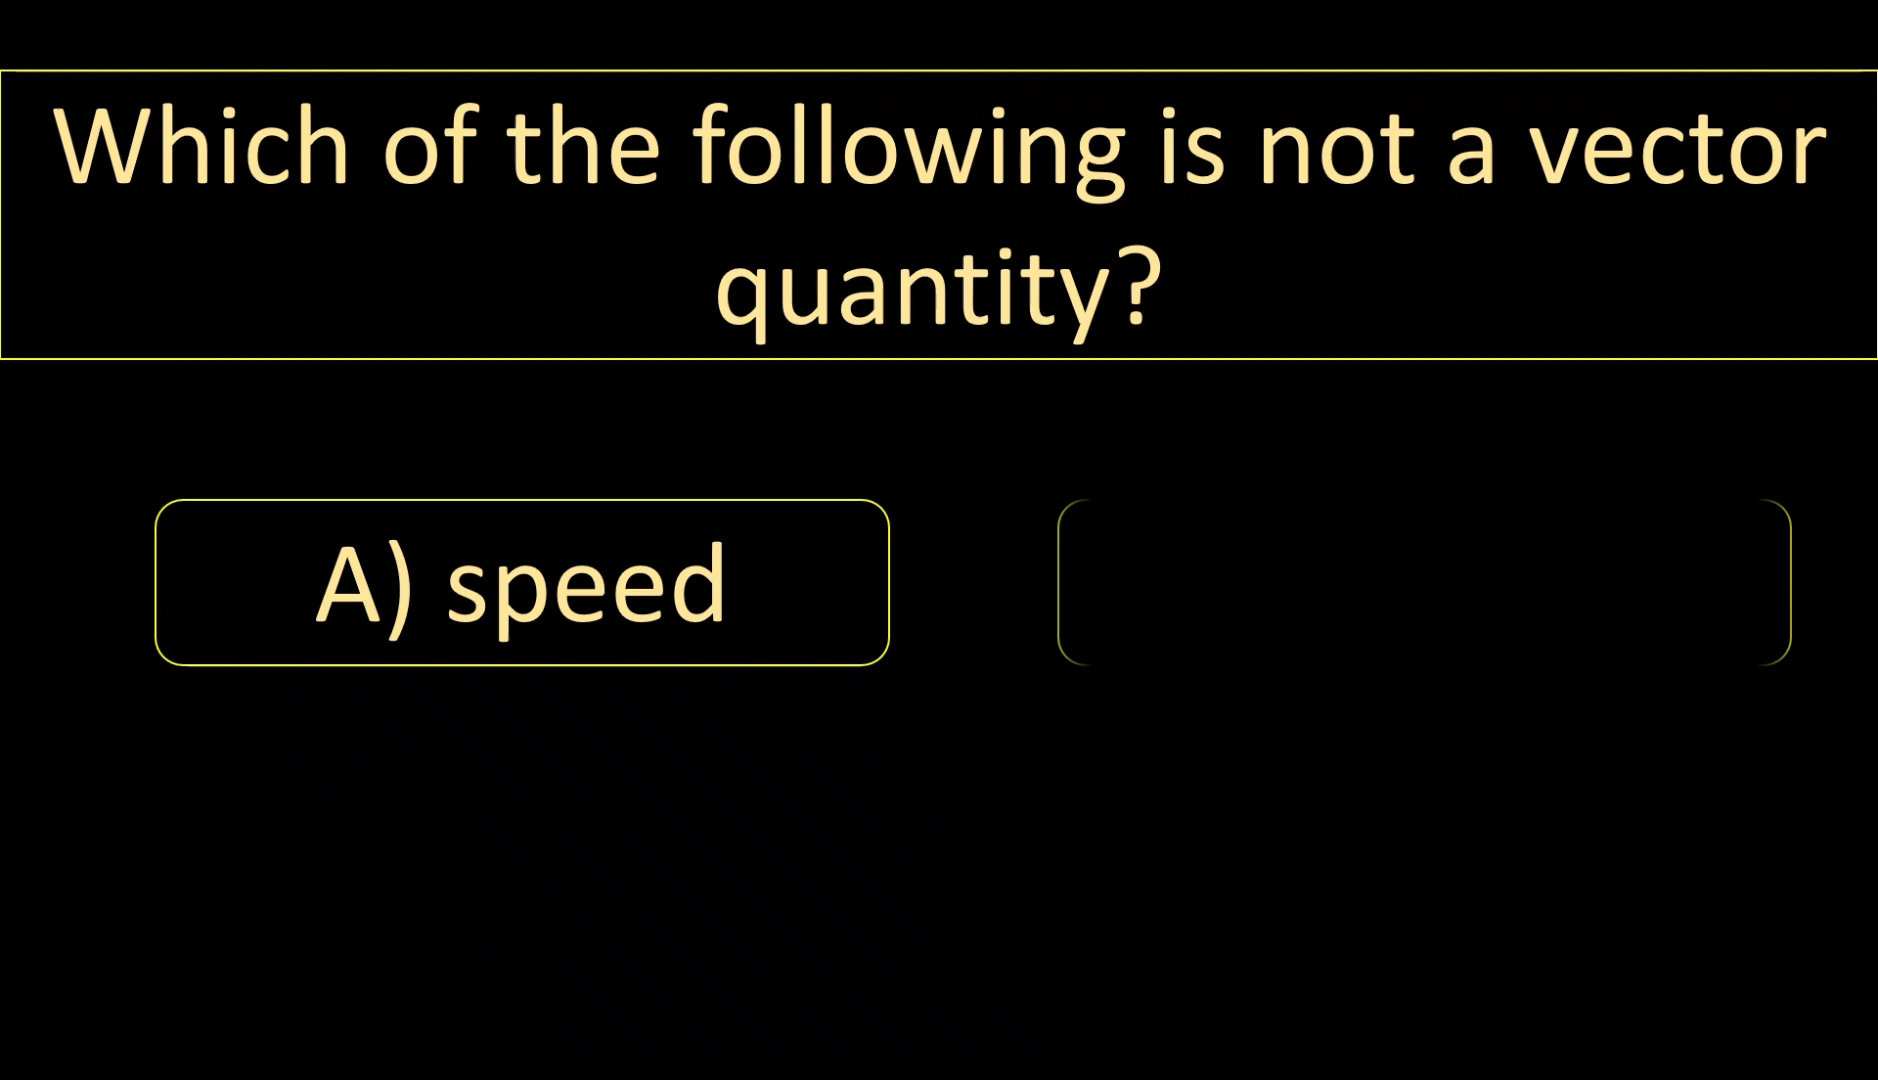 Which of the following is not a vector
quantity?
A) speed